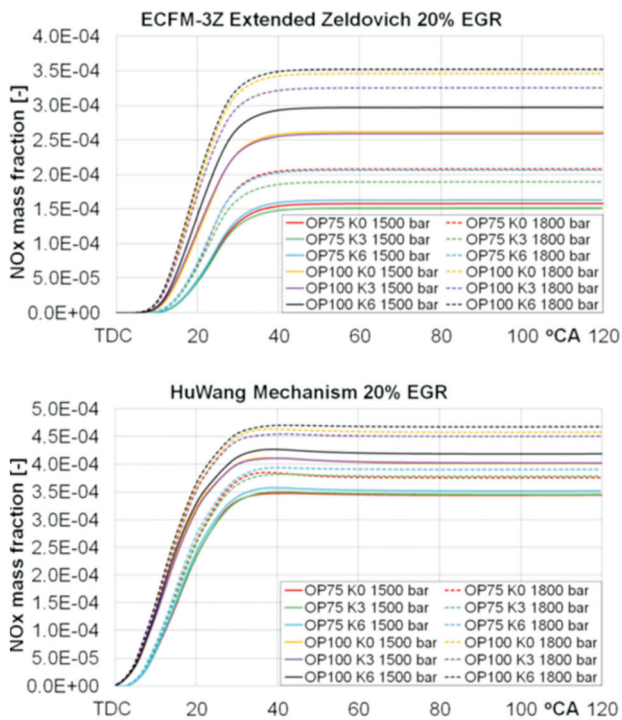 ECFM-3Z Extended Zeldovich 20% EGR
NOx mass fraction [-]
4.0E-04
3.5E-04
3.0E-04
2.5E-04
2.0E-04
1.5E-04
1.0E-04
5.0E-05
0.0E+00
OP75 K0 1500 bar OP75 K0 1800 bar
OP75 K3 1500 bar OP75 K3 1800 bar
OP75 K6 1500 bar OP75 K6 1800 bar
OP100 K0 1500 bar OP100 K0 1800 bar
OP100 K3 1500 bar OP100 K3 1800 bar
OP100 K6 1500 bar OP100 K6 1800 bar
TDC 20 40 60 80 100 ºCA 120
HuWang Mechanism 20% EGR
NOx mass fraction [-]
5.0E-04
4.5E-04
4.0E-04
3.5E-04
3.0E-04
2.5E-04
2.0E-04
1.5E-04
1.0E-04
5.0E-05
0.0E+00
OP75 K0 1500 bar OP75 K0 1800 bar
OP75 K3 1500 bar OP75 K3 1800 bar
OP75 K6 1500 bar OP75 K6 1800 bar
OP100 K0 1500 bar OP100 K0 1800 bar
OP100 K3 1500 bar OP100 K3 1800 bar
OP100 K6 1500 bar OP100 K6 1800 bar
TDC 20 40 60 80 100 ºCA 120